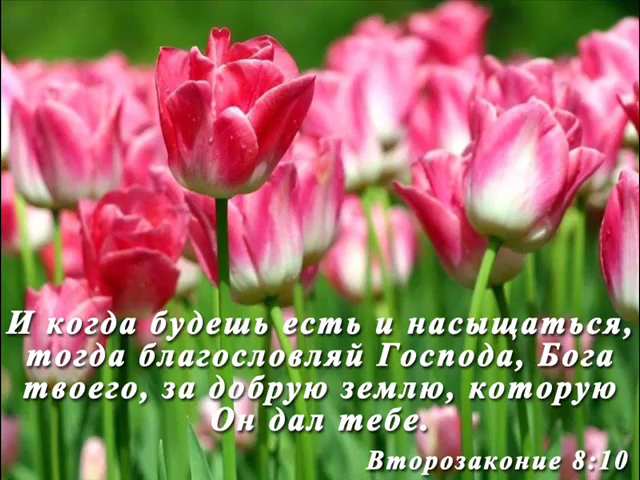 И когда будешь есть и насыщаться,
тогда благословляй Господа, Бога
твоего, за добрую землю, которую
Он дал тебе.
Второзаконие 8:10